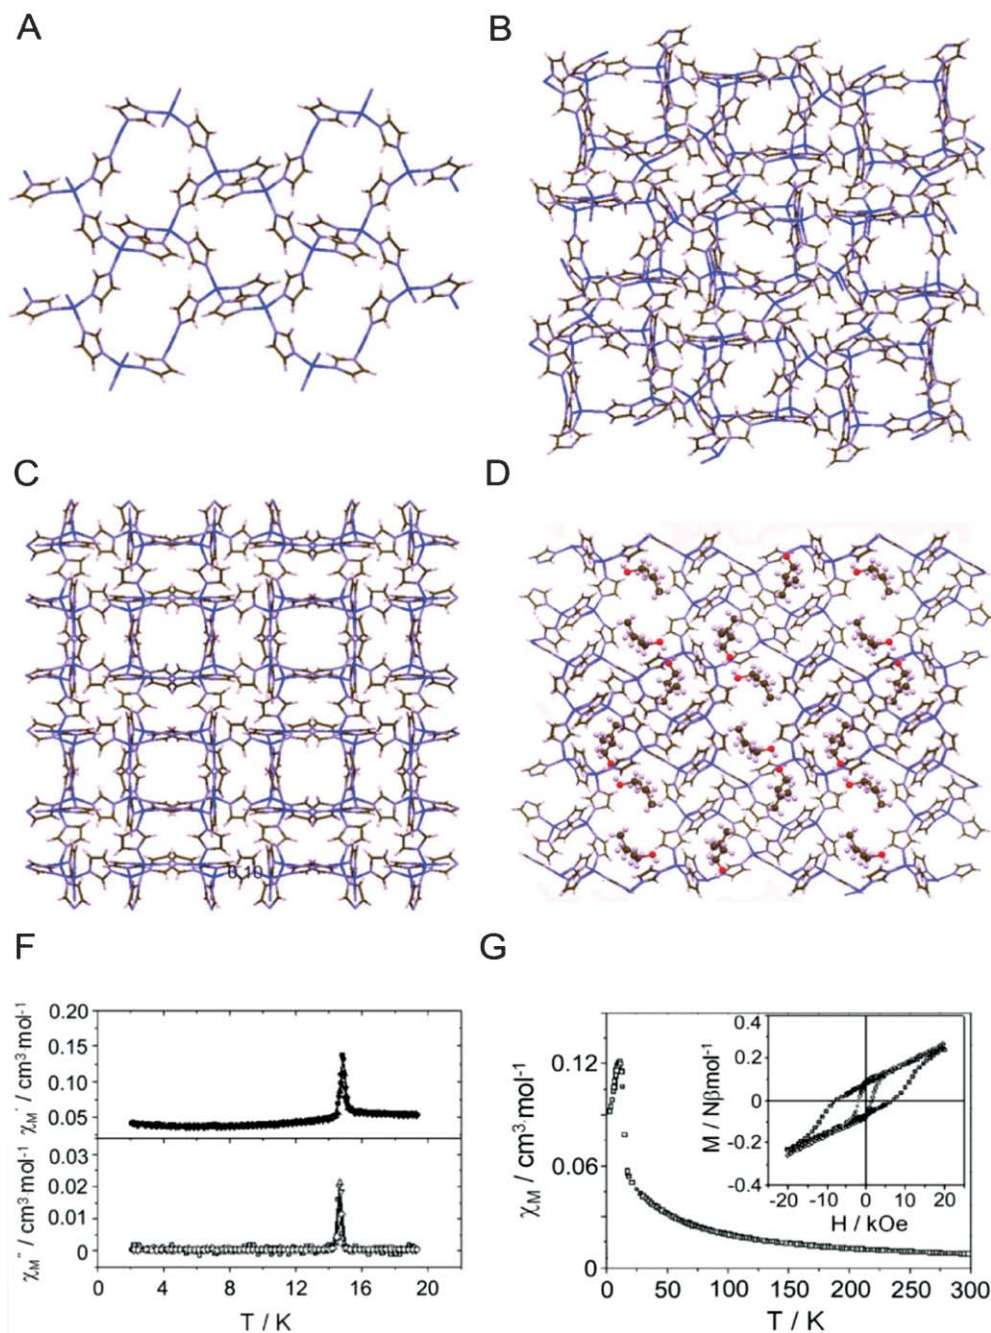 A
B
C
D
0,10
F
G
χM' / cm³·mol⁻¹
0.20
0.15
0.10
0.05
χM'' / cm³·mol⁻¹
0.03
0.02
0.01
0
0 4 8 12 16 20
T / K
χM / cm³·mol⁻¹
0.12
0.06
0
0 50 100 150 200 250 300
T / K
M / Nβmol⁻¹
0.4
0.2
0
-0.2
-0.4
-20 -10 0 10 20
H / kOe